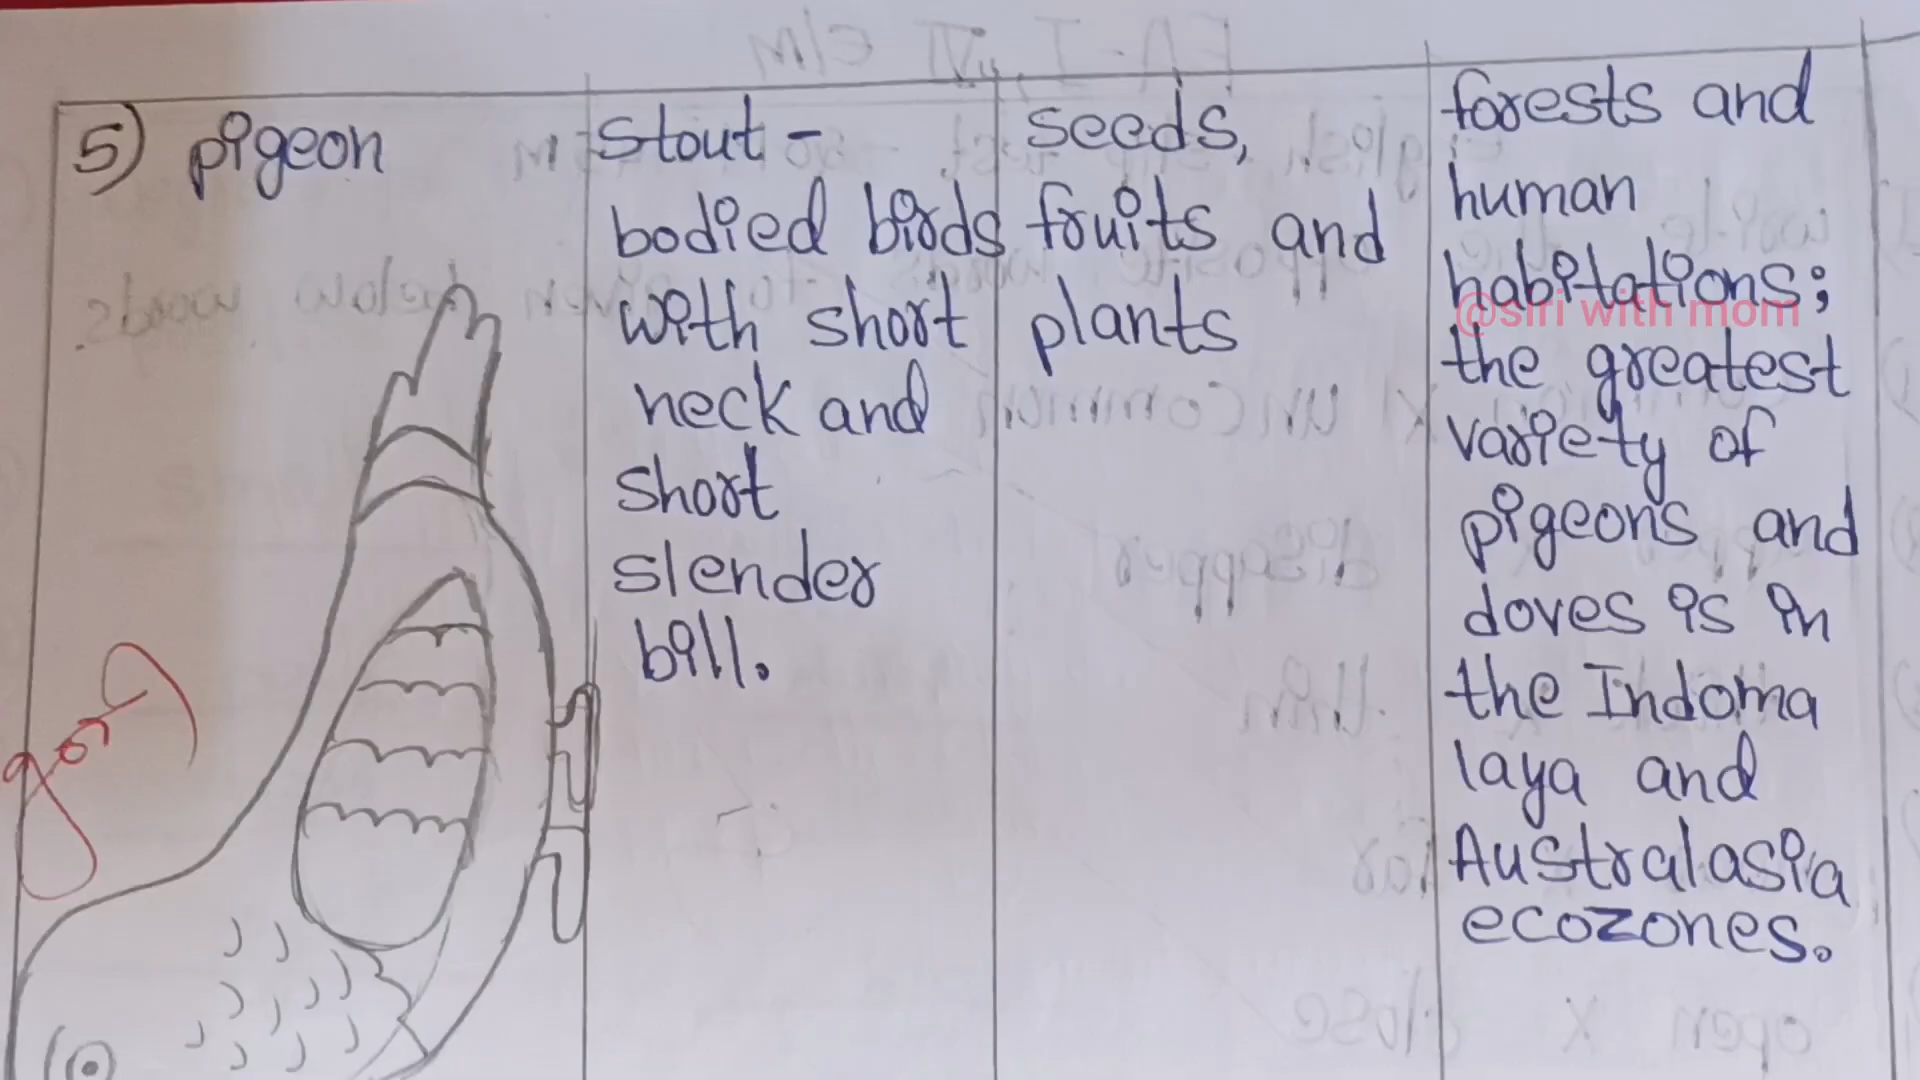 5) pigeon
stout-
bodied birds
with short
neck and
short
slender
bill.
seeds,
fruits and
plants
forests and
human
habitations;
@siri with mom
the greatest
variety of
pigeons and
doves is in
the Indoma
laya and
Australasia
ecozones.